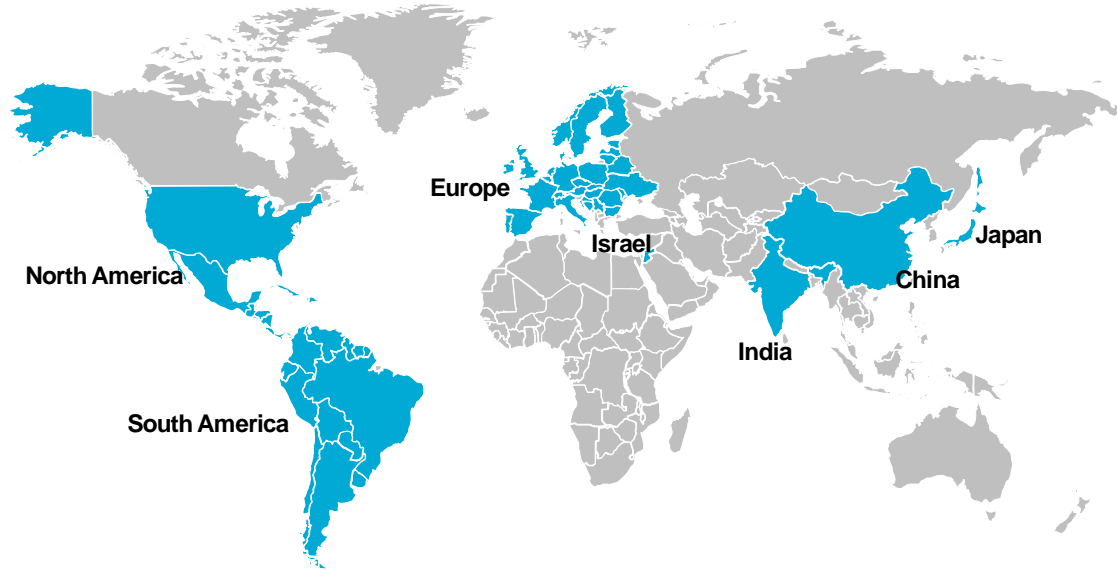 Europe
Israel
Japan
North America
China
India
South America